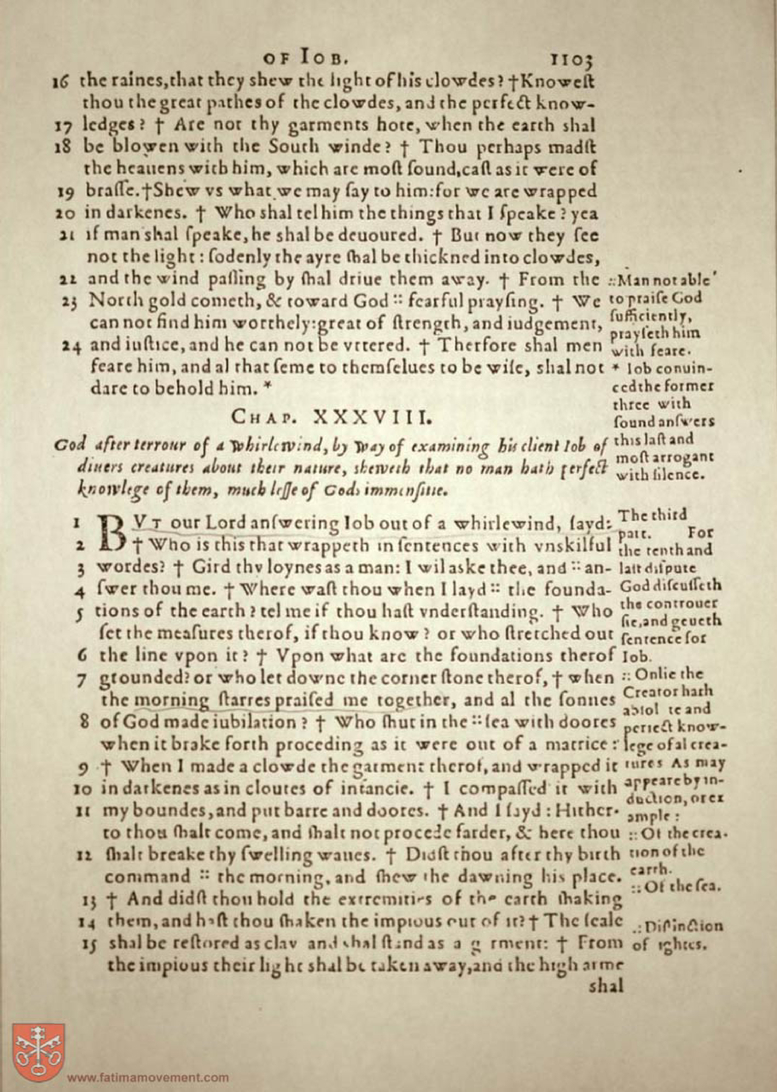 OF IOB. 1103
16 the raines, that they shew the light of his clowdes? †Knowest
thou the great pathes of the clowdes, and the perfect know-
17 ledges? † Are not thy garments hote, when the earth shal
18 be blowen with the South winde? † Thou perhaps madst
the heauens with him, which are most sound, cast as it were of
19 brasse. †Shew vs what we may say to him: for we are wrapped
20 in darkenes. † Who shal tel him the things that I speake? yea
21 if man shal speake, he shal be deuoured. † But now they see
not the light: sodenly the ayre shal be thickned into clowdes,
22 and the wind passing by shal driue them away. † From the
23 North gold cometh, & toward God :: fearful praysing. † We
can not find him worthely: great of strength, and iudgement,
24 and iustice, and he can not be vttered. † Therfore shal men
feare him, and al that seme to themselues to be wise, shal not
dare to behold him. *
:: Man not able
to praise God
sufficiently,
prayseth him
with feare.
* Iob conuin-
ced the former
three with
sound answers
this last and
most arrogant
with silence.
CHAP. XXXVIII.
God after terrour of a whirlewind, by way of examining his client Iob of
diuers creatures about their nature, sheweth that no man hath perfect
knowlege of them, much lesse of Gods immensitie.
1 BVT our Lord answering Iob out of a whirlewind, sayd:
2 † Who is this that wrappeth in sentences with vnskilful
3 wordes? † Gird thy loynes as a man: I wil aske thee, and :: an-
4 swer thou me. † Where wast thou when I layd :: the founda-
5 tions of the earth? tel me if thou hast vnderstanding. † Who
set the measures therof, if thou know? or who stretched out
6 the line vpon it? † Vpon what are the foundations therof
7 grounded? or who let downe the corner stone therof, † when
the morning starres praised me together, and al the sonnes
8 of God made iubilation? † Who shut in the :: sea with doores
when it brake forth proceding as it were out of a matrice:
9 † When I made a clowde the garment therof, and wrapped it
10 in darkenes as in cloutes of infancie. † I compassed it with
11 my boundes, and put barre and doores. † And I sayd: Hither-
to thou shalt come, and shalt not procede farder, & here thou
12 shalt breake thy swelling waues. † Didst thou after thy birth
command :: the morning, and shew the dawning his place.
13 † And didst thou hold the extremities of the earth shaking
14 them, and hast thou shaken the impious out of it? † The seale
15 shal be restored as clay and shal stand as a garment: † From
the impious their light shal be taken away, and the high arme
shal
The third
part. For
the tenth and
last dispute
God discusseth
the controuer
sie, and geueth
sentence for
Iob.
:: Onlie the
Creator hath
absolute and
perfect know-
lege of al crea-
tures As may
appeare by in-
duction, or ex
ample:
:: Of the crea-
tion of the
earth.
:: Of the sea.
:: Distinction
of lightes.
www.fatimamovement.com